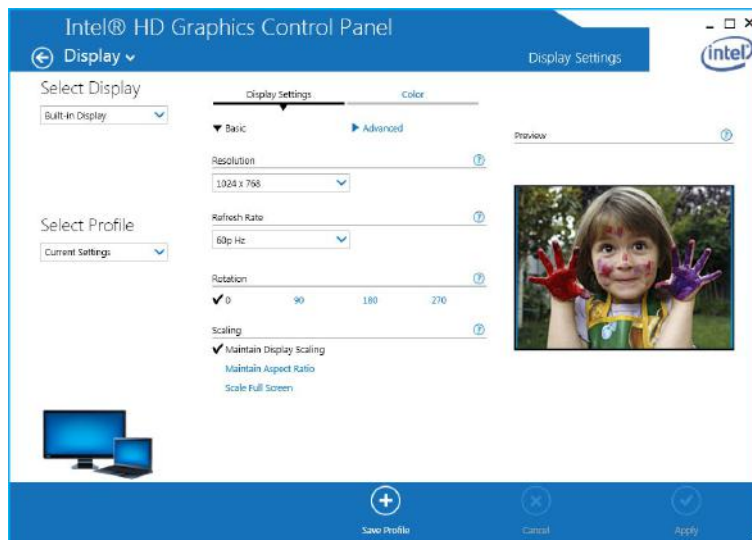 Intel® HD Graphics Control Panel
Display
Display Settings
intel
Select Display
Built-in Display
Select Profile
Current Settings
Display Settings
Color
Basic
Advanced
Resolution
1024 x 768
Refresh Rate
60p Hz
Rotation
0 90 180 270
Scaling
Maintain Display Scaling
Maintain Aspect Ratio
Scale Full Screen
Preview
Save Profile
Cancel
Apply